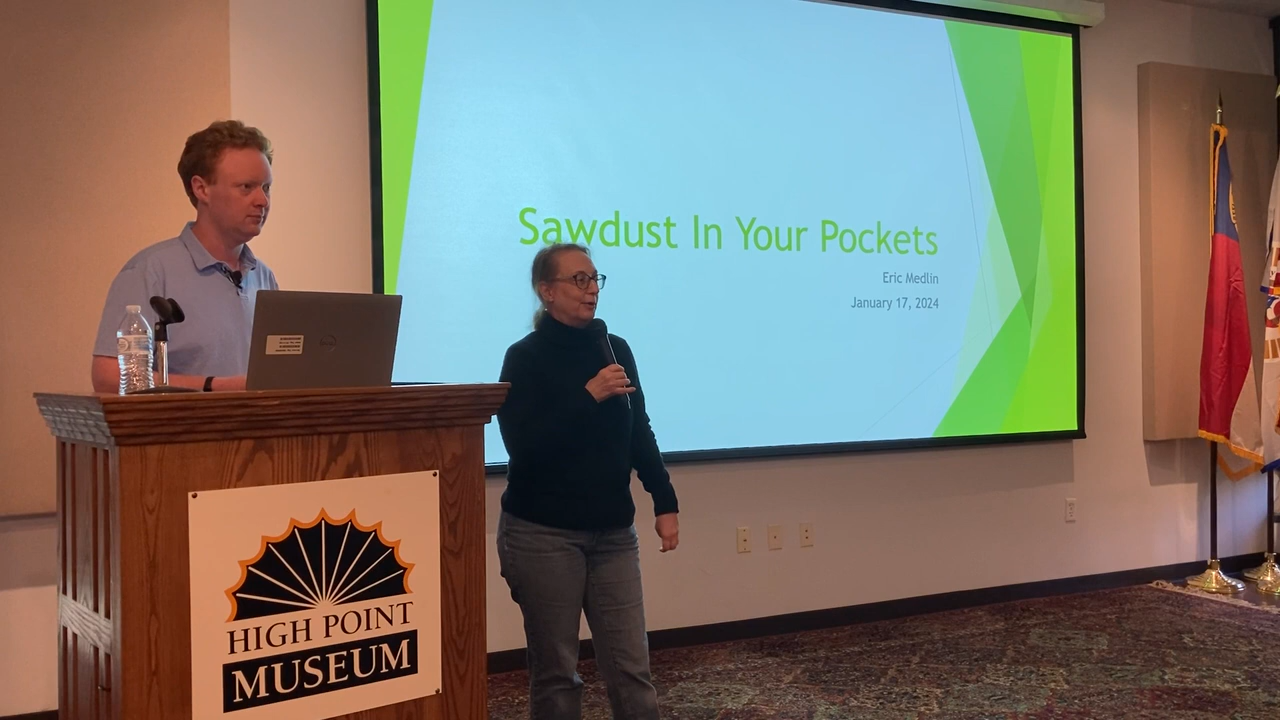 Sawdust In Your Pockets
Eric Medlin
January 17, 2024
HIGH POINT
MUSEUM